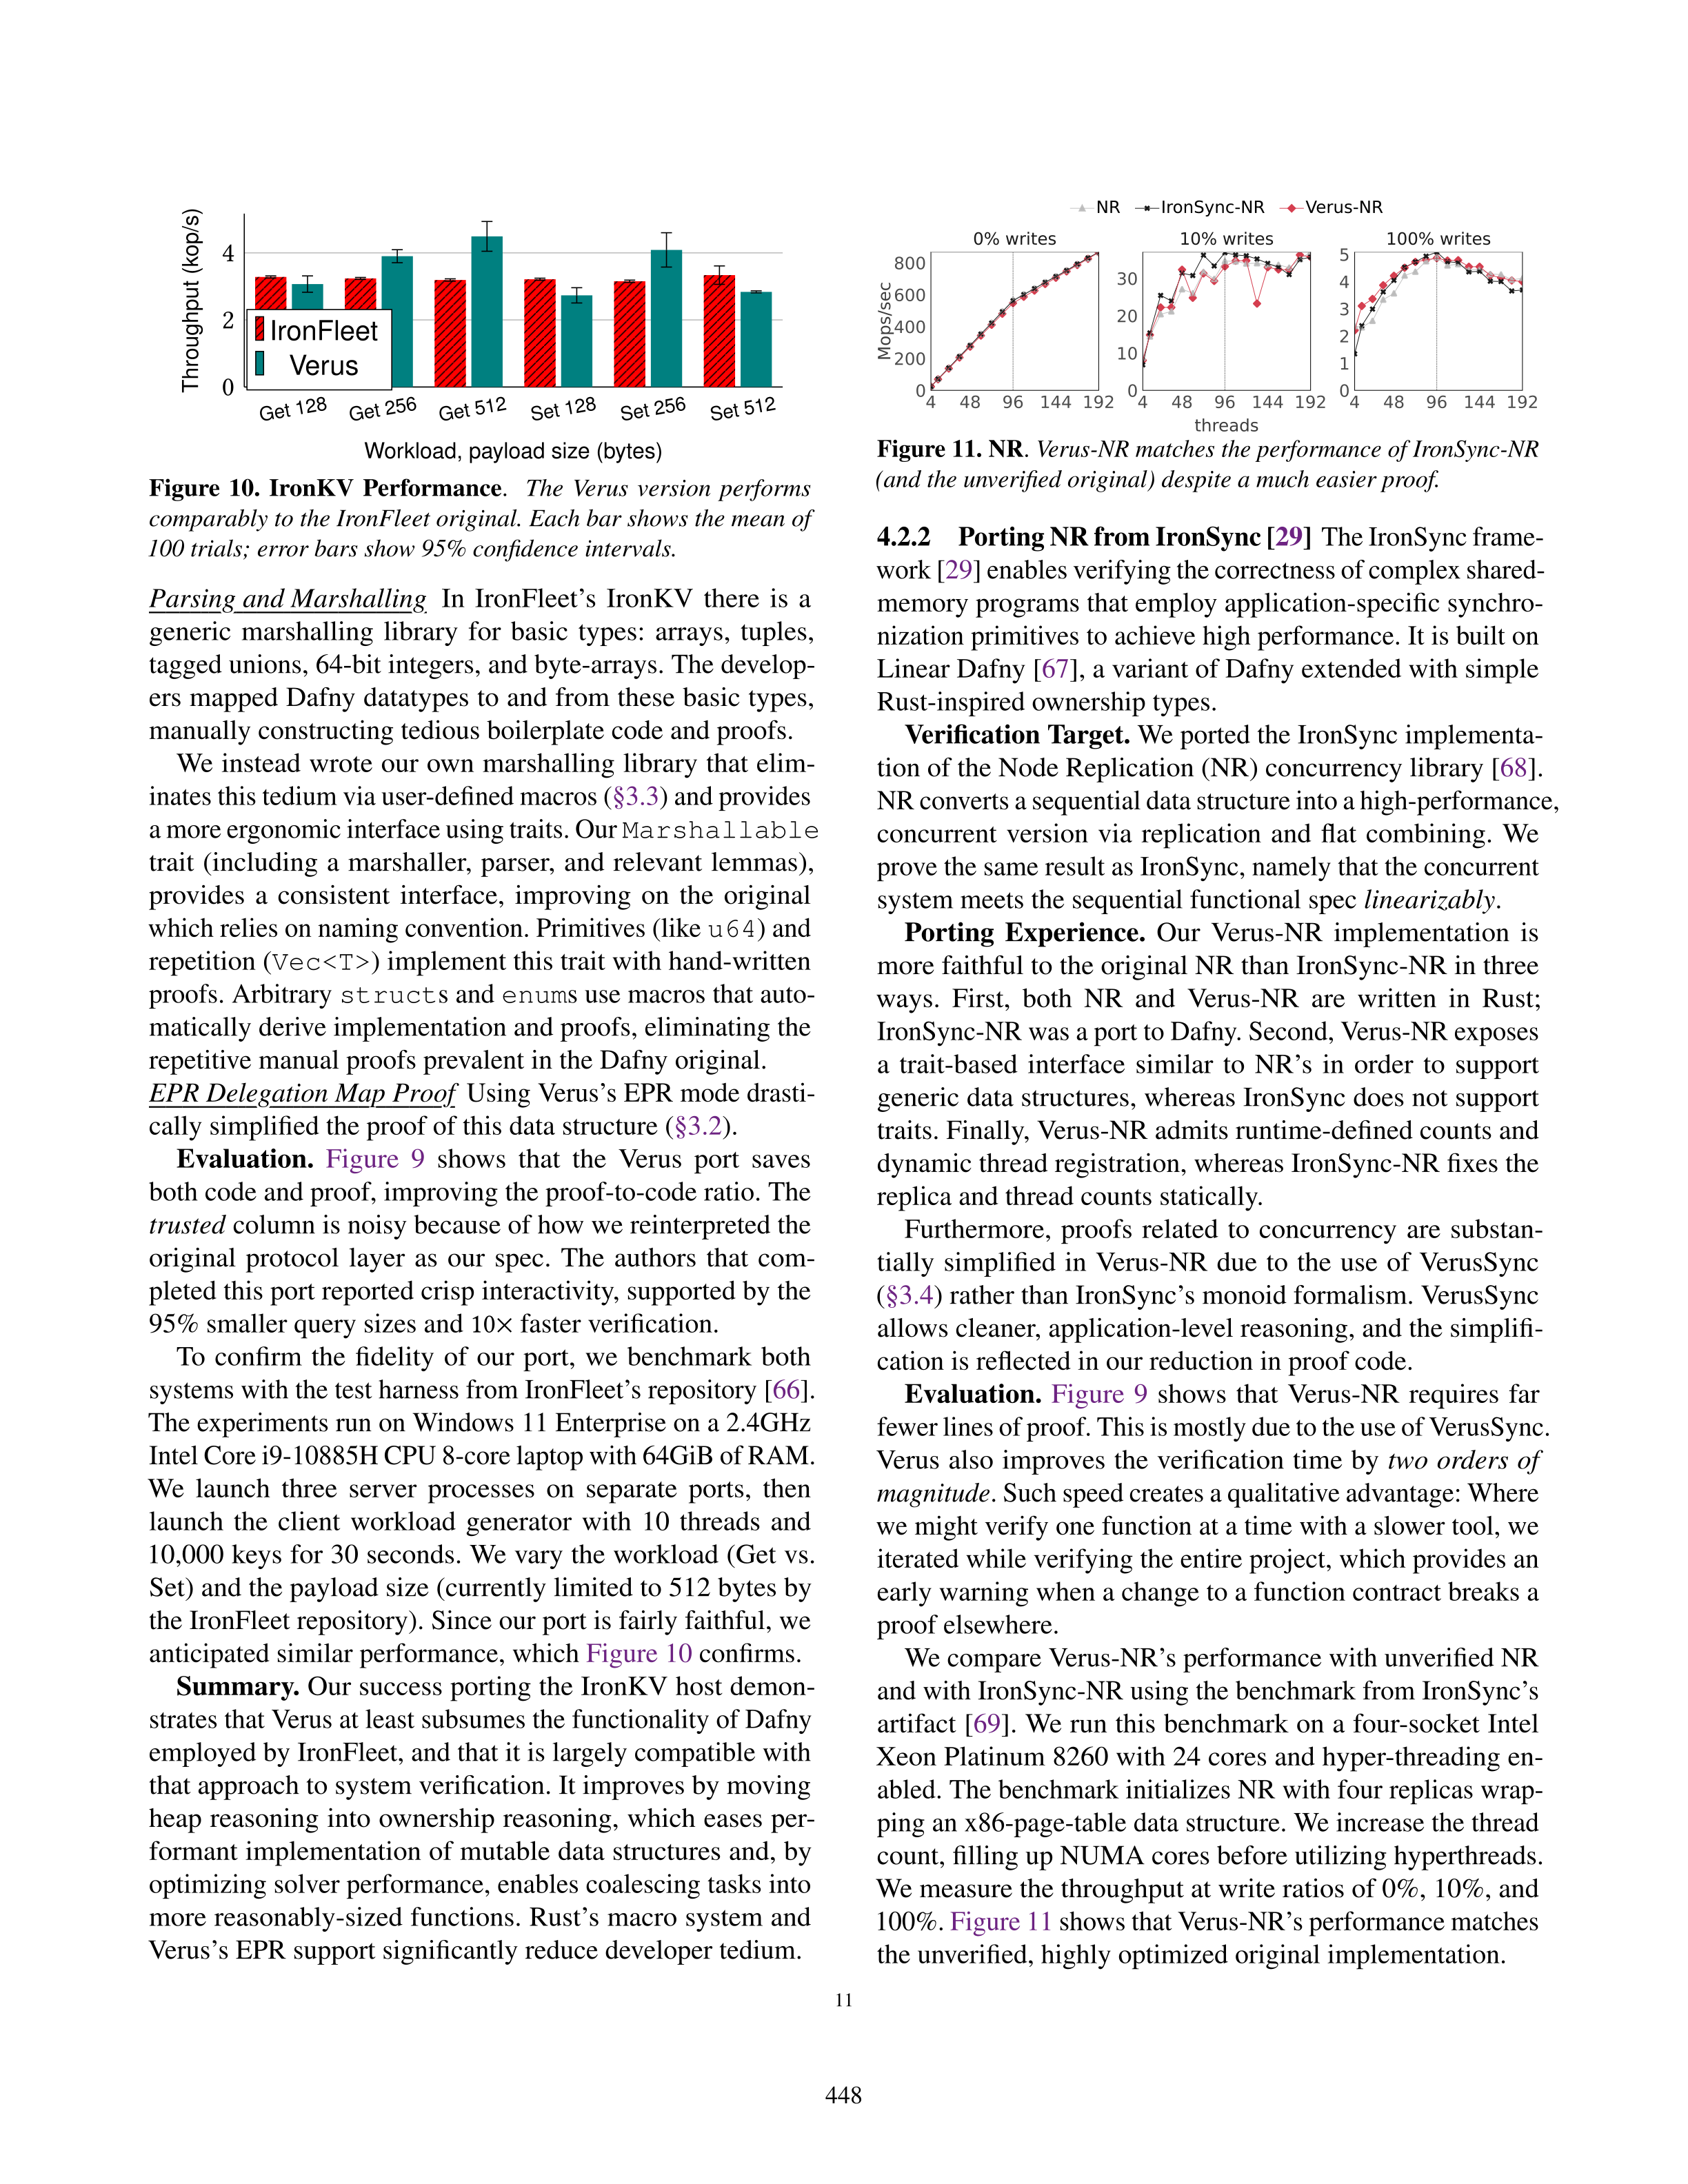 Throughput (kop/s)
4
2
0
IronFleet
Verus
Get 128
Get 256
Get 512
Set 128
Set 256
Set 512
Workload, payload size (bytes)
Figure 10. IronKV Performance. The Verus version performs
comparably to the IronFleet original. Each bar shows the mean of
100 trials; error bars show 95% confidence intervals.
Parsing and Marshalling In IronFleet's IronKV there is a
generic marshalling library for basic types: arrays, tuples,
tagged unions, 64-bit integers, and byte-arrays. The develop-
ers mapped Dafny datatypes to and from these basic types,
manually constructing tedious boilerplate code and proofs.
We instead wrote our own marshalling library that elim-
inates this tedium via user-defined macros (§3.3) and provides
a more ergonomic interface using traits. Our Marshallable
trait (including a marshaller, parser, and relevant lemmas),
provides a consistent interface, improving on the original
which relies on naming convention. Primitives (like u64) and
repetition (Vec<T>) implement this trait with hand-written
proofs. Arbitrary structs and enums use macros that auto-
matically derive implementation and proofs, eliminating the
repetitive manual proofs prevalent in the Dafny original.
EPR Delegation Map Proof Using Verus's EPR mode drasti-
cally simplified the proof of this data structure (§3.2).
Evaluation. Figure 9 shows that the Verus port saves
both code and proof, improving the proof-to-code ratio. The
trusted column is noisy because of how we reinterpreted the
original protocol layer as our spec. The authors that com-
pleted this port reported crisp interactivity, supported by the
95% smaller query sizes and 10× faster verification.
To confirm the fidelity of our port, we benchmark both
systems with the test harness from IronFleet's repository [66].
The experiments run on Windows 11 Enterprise on a 2.4GHz
Intel Core i9-10885H CPU 8-core laptop with 64GiB of RAM.
We launch three server processes on separate ports, then
launch the client workload generator with 10 threads and
10,000 keys for 30 seconds. We vary the workload (Get vs.
Set) and the payload size (currently limited to 512 bytes by
the IronFleet repository). Since our port is fairly faithful, we
anticipated similar performance, which Figure 10 confirms.
Summary. Our success porting the IronKV host demon-
strates that Verus at least subsumes the functionality of Dafny
employed by IronFleet, and that it is largely compatible with
that approach to system verification. It improves by moving
heap reasoning into ownership reasoning, which eases per-
formant implementation of mutable data structures and, by
optimizing solver performance, enables coalescing tasks into
more reasonably-sized functions. Rust's macro system and
Verus's EPR support significantly reduce developer tedium.
NR IronSync-NR Verus-NR
0% writes 10% writes 100% writes
Mops/sec
800
600
400
200
0
4 48 96 144 192
30
20
10
0
4 48 96 144 192
5
4
3
2
1
0
4 48 96 144 192
threads
Figure 11. NR. Verus-NR matches the performance of IronSync-NR
(and the unverified original) despite a much easier proof.
4.2.2 Porting NR from IronSync [29] The IronSync frame-
work [29] enables verifying the correctness of complex shared-
memory programs that employ application-specific synchro-
nization primitives to achieve high performance. It is built on
Linear Dafny [67], a variant of Dafny extended with simple
Rust-inspired ownership types.
Verification Target. We ported the IronSync implementa-
tion of the Node Replication (NR) concurrency library [68].
NR converts a sequential data structure into a high-performance,
concurrent version via replication and flat combining. We
prove the same result as IronSync, namely that the concurrent
system meets the sequential functional spec linearizably.
Porting Experience. Our Verus-NR implementation is
more faithful to the original NR than IronSync-NR in three
ways. First, both NR and Verus-NR are written in Rust;
IronSync-NR was a port to Dafny. Second, Verus-NR exposes
a trait-based interface similar to NR's in order to support
generic data structures, whereas IronSync does not support
traits. Finally, Verus-NR admits runtime-defined counts and
dynamic thread registration, whereas IronSync-NR fixes the
replica and thread counts statically.
Furthermore, proofs related to concurrency are substan-
tially simplified in Verus-NR due to the use of VerusSync
(§3.4) rather than IronSync's monoid formalism. VerusSync
allows cleaner, application-level reasoning, and the simplifi-
cation is reflected in our reduction in proof code.
Evaluation. Figure 9 shows that Verus-NR requires far
fewer lines of proof. This is mostly due to the use of VerusSync.
Verus also improves the verification time by two orders of
magnitude. Such speed creates a qualitative advantage: Where
we might verify one function at a time with a slower tool, we
iterated while verifying the entire project, which provides an
early warning when a change to a function contract breaks a
proof elsewhere.
We compare Verus-NR's performance with unverified NR
and with IronSync-NR using the benchmark from IronSync's
artifact [69]. We run this benchmark on a four-socket Intel
Xeon Platinum 8260 with 24 cores and hyper-threading en-
abled. The benchmark initializes NR with four replicas wrap-
ping an x86-page-table data structure. We increase the thread
count, filling up NUMA cores before utilizing hyperthreads.
We measure the throughput at write ratios of 0%, 10%, and
100%. Figure 11 shows that Verus-NR's performance matches
the unverified, highly optimized original implementation.
11
448